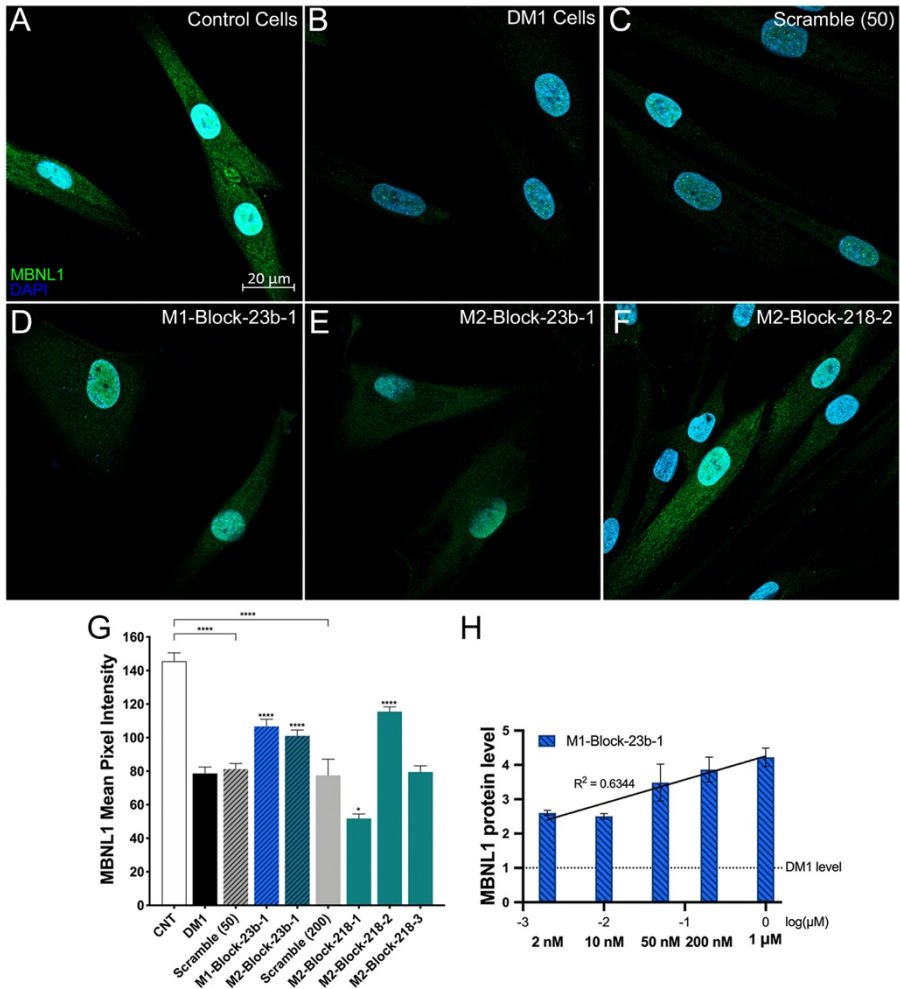 A
Control Cells
B
DM1 Cells
C
Scramble (50)
MBNL1
DAPI
20 µm
D
M1-Block-23b-1
E
M2-Block-23b-1
F
M2-Block-218-2
G
****
****
160
140
120
100
80
60
40
20
0
MBNL1 Mean Pixel Intensity
****
****
*
****
CNT
DM1
Scramble (50)
M1-Block-23b-1
M2-Block-23b-1
Scramble (200)
M2-Block-218-1
M2-Block-218-2
M2-Block-218-3
H
5
4
3
2
1
0
MBNL1 protein level
M1-Block-23b-1
R² = 0.6344
DM1 level
-3
-2
-1
0
log(µM)
2 nM
10 nM
50 nM
200 nM
1 µM